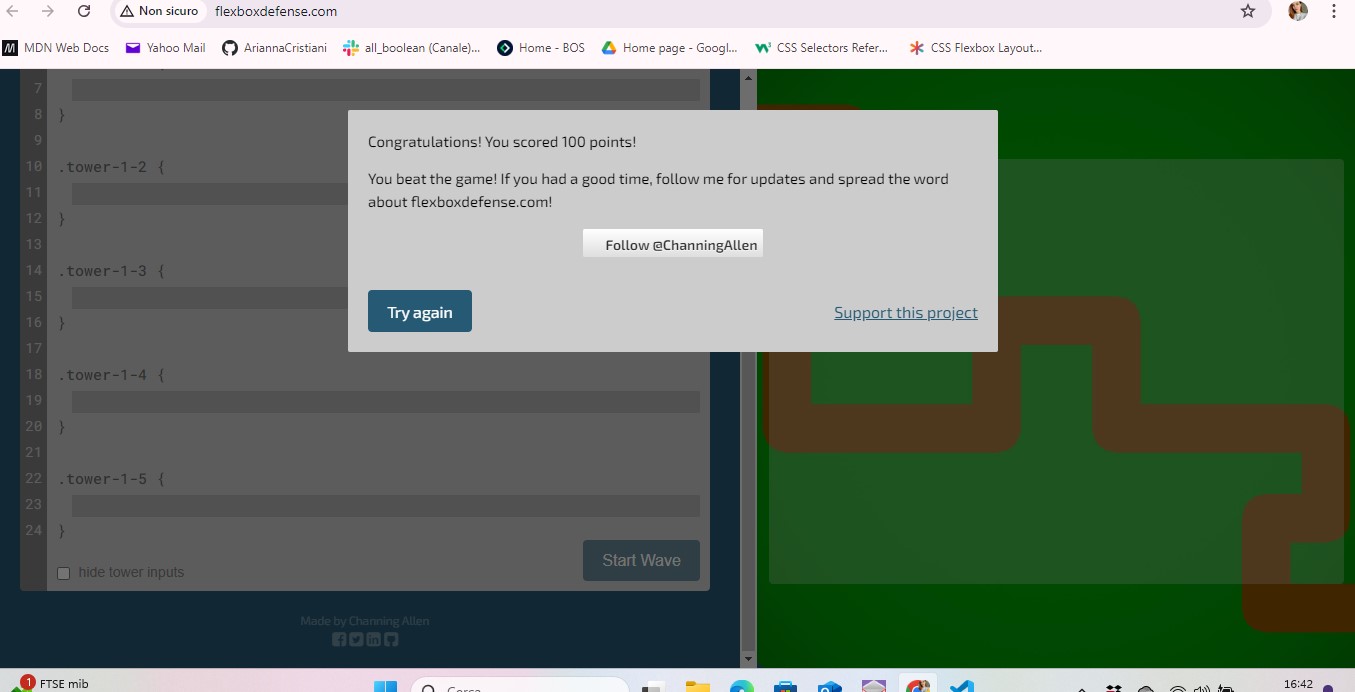 Non sicuro flexboxdefense.com
MDN Web Docs Yahoo Mail AriannaCristiani all_boolean (Canale)... Home - BOS Home page - Googl... CSS Selectors Refer... CSS Flexbox Layout...
7
8 }
9
10 .tower-1-2 {
11
12 }
13
14 .tower-1-3 {
15
16 }
17
18 .tower-1-4 {
19
20 }
21
22 .tower-1-5 {
23
24 }
hide tower inputs
Start Wave
Made by Channing Allen
Congratulations! You scored 100 points!
You beat the game! If you had a good time, follow me for updates and spread the word
about flexboxdefense.com!
Follow @ChanningAllen
Try again
Support this project
1 FTSE mib
Cerca
16:42